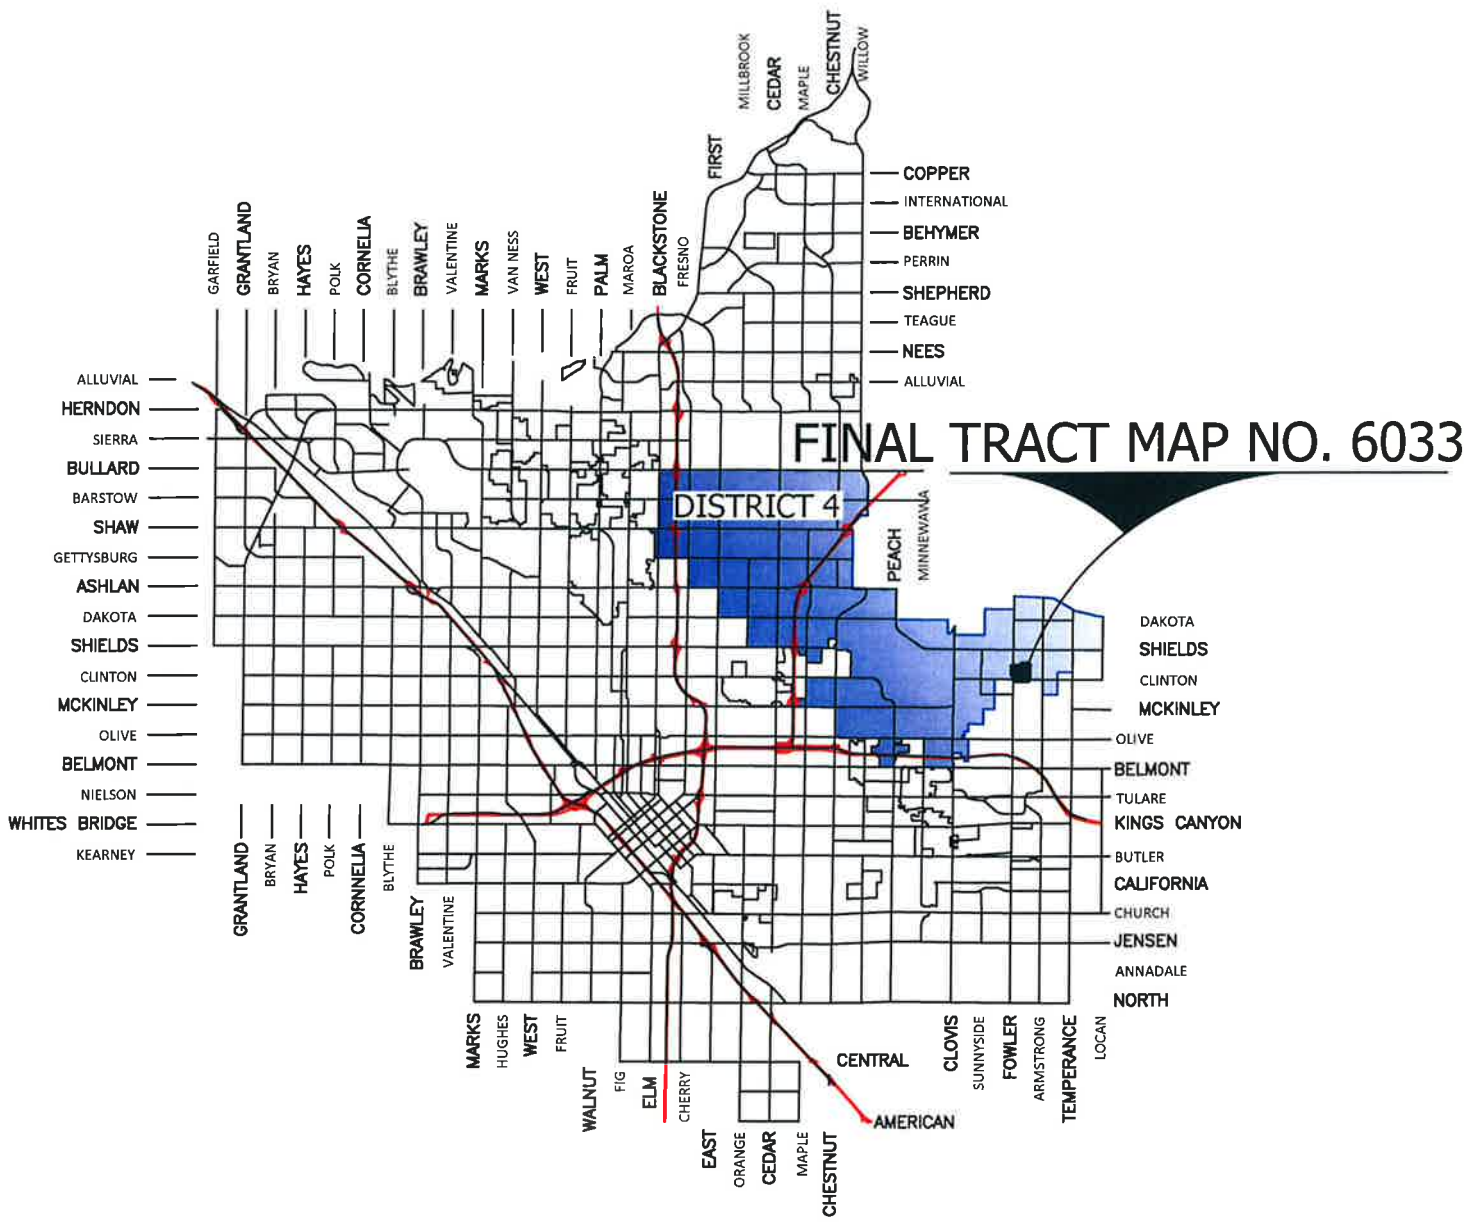 MILLBROOK
CEDAR
MAPLE
CHESTNUT
WILLOW
FIRST
COPPER
INTERNATIONAL
BEHYMER
PERRIN
SHEPHERD
TEAGUE
NEES
ALLUVIAL
GARFIELD
GRANTLAND
BRYAN
HAYES
POLK
CORNELIA
BLYTHE
BRAWLEY
VALENTINE
MARKS
VAN NESS
WEST
FRUIT
PALM
MAROA
BLACKSTONE
FRESNO
ALLUVIAL
HERNDON
SIERRA
BULLARD
BARSTOW
SHAW
GETTYSBURG
ASHLAN
DAKOTA
SHIELDS
CLINTON
MCKINLEY
OLIVE
BELMONT
NIELSON
WHITES BRIDGE
KEARNEY
FINAL TRACT MAP NO. 6033
DISTRICT 4
PEACH
MINNEWAWA
DAKOTA
SHIELDS
CLINTON
MCKINLEY
OLIVE
BELMONT
TULARE
KINGS CANYON
BUTLER
CALIFORNIA
CHURCH
JENSEN
ANNADALE
NORTH
GRANTLAND
BRYAN
HAYES
POLK
CORNNELIA
BLYTHE
BRAWLEY
VALENTINE
MARKS
HUGHES
WEST
FRUIT
WALNUT
FIG
ELM
CHERRY
EAST
ORANGE
CEDAR
MAPLE
CHESTNUT
CENTRAL
AMERICAN
CLOVIS
SUNNYSIDE
FOWLER
ARMSTRONG
TEMPERANCE
LOCAN